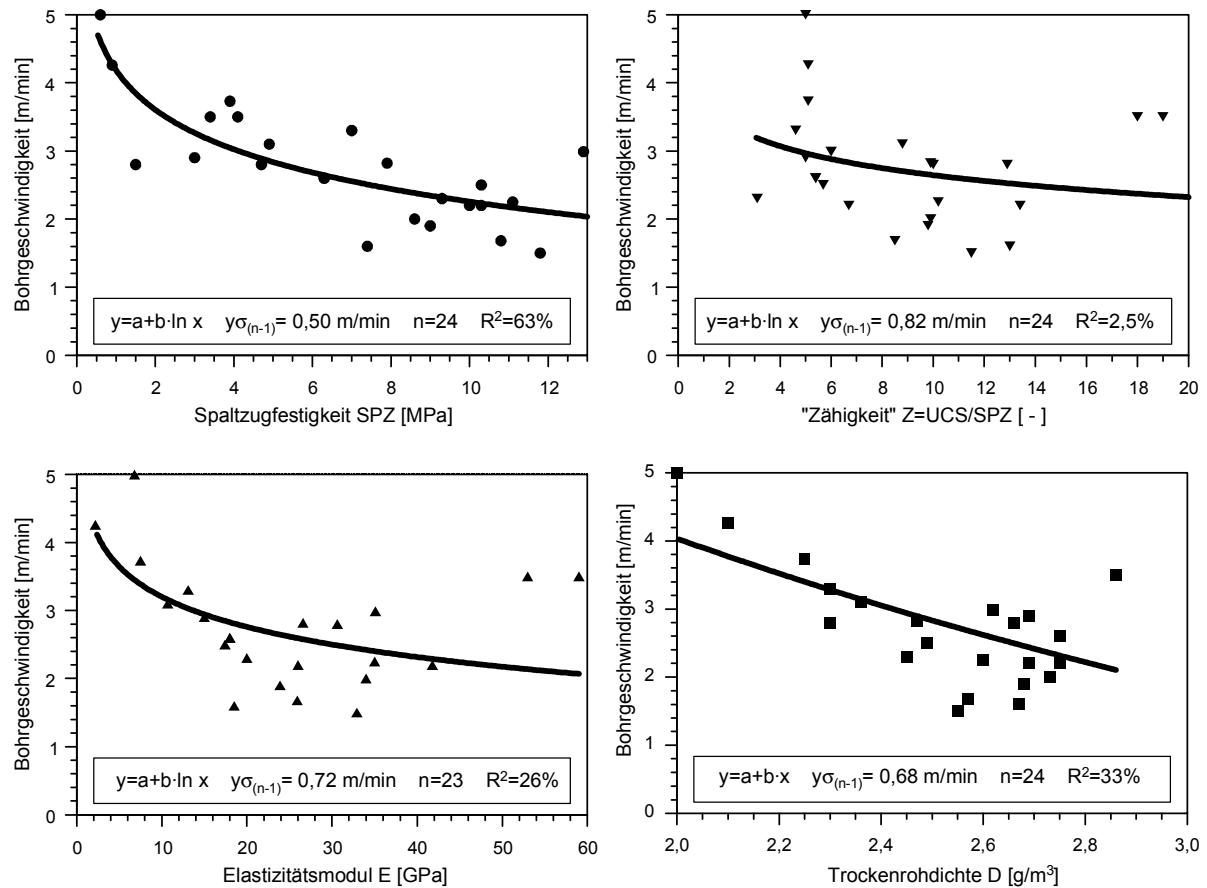 Bohrgeschwindigkeit [m/min]
5
4
3
2
1
0
y=a+b·ln x yσ(n-1)= 0,50 m/min n=24 R²=63%
0 2 4 6 8 10 12
Spaltzugfestigkeit SPZ [MPa]
Bohrgeschwindigkeit [m/min]
5
4
3
2
1
0
y=a+b·ln x yσ(n-1)= 0,82 m/min n=24 R²=2,5%
0 2 4 6 8 10 12 14 16 18 20
"Zähigkeit" Z=UCS/SPZ [ - ]
Bohrgeschwindigkeit [m/min]
5
4
3
2
1
0
y=a+b·ln x yσ(n-1)= 0,72 m/min n=23 R²=26%
0 10 20 30 40 50 60
Elastizitätsmodul E [GPa]
Bohrgeschwindigkeit [m/min]
5
4
3
2
1
0
y=a+b·x yσ(n-1)= 0,68 m/min n=24 R²=33%
2,0 2,2 2,4 2,6 2,8 3,0
Trockenrohdichte D [g/m³]